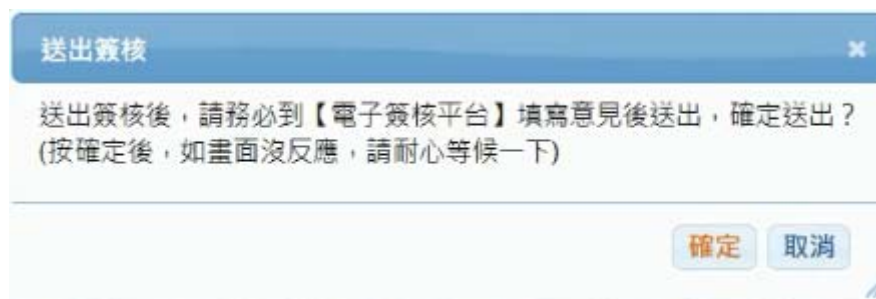 送出簽核
送出簽核後，請務必到【電子簽核平台】填寫意見後送出，確定送出？
(按確定後，如畫面沒反應，請耐心等候一下)
確定 取消